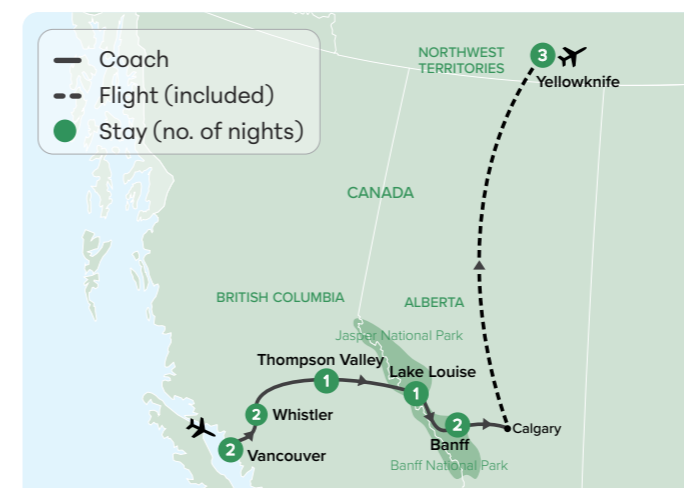 Coach
Flight (included)
Stay (no. of nights)
NORTHWEST
TERRITORIES
3
Yellowknife
CANADA
BRITISH COLUMBIA
ALBERTA
Jasper National Park
Thompson Valley
Lake Louise
1
1
2
Whistler
2
Banff
Calgary
2
Vancouver
Banff National Park